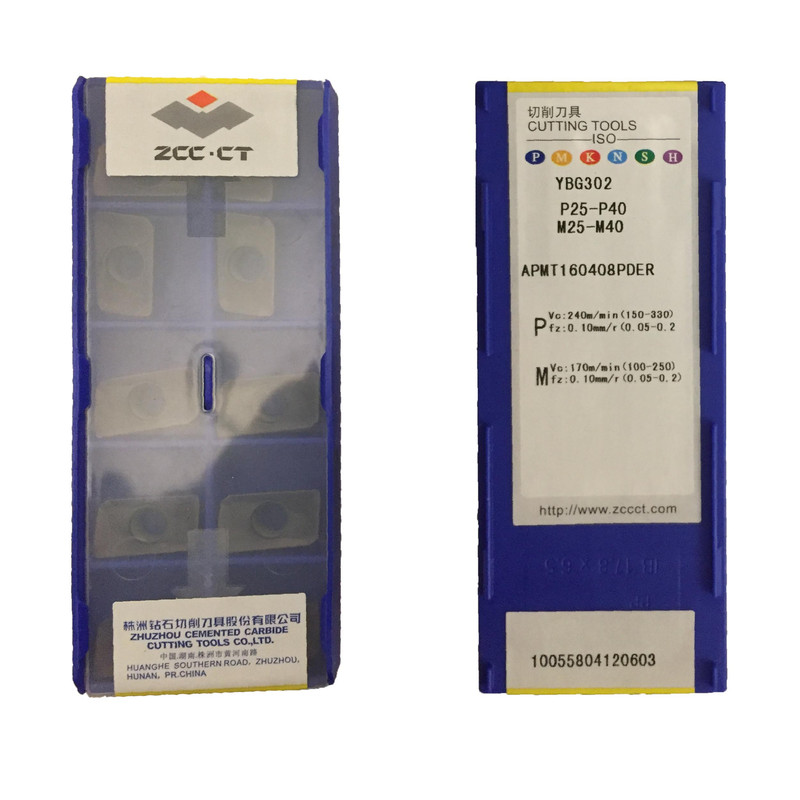 ZCC·CT
株洲钻石切削刀具股份有限公司
ZHUZHOU CEMENTED CARBIDE
CUTTING TOOLS CO.,LTD.
中国.湖南.株洲市黄河南路
HUANGHE SOUTHERN ROAD, ZHUZHOU,
HUNAN, PR.CHINA
切削刀具
CUTTING TOOLS
ISO
P M K N S H
YBG302
P25-P40
M25-M40
APMT160408PDER
P Vc:240m/min(150-330)
fz:0.10mm/r(0.05-0.2
M Vc:170m/min(100-250)
fz:0.10mm/r(0.05-0.2)
http://www.zccct.com
10055804120603